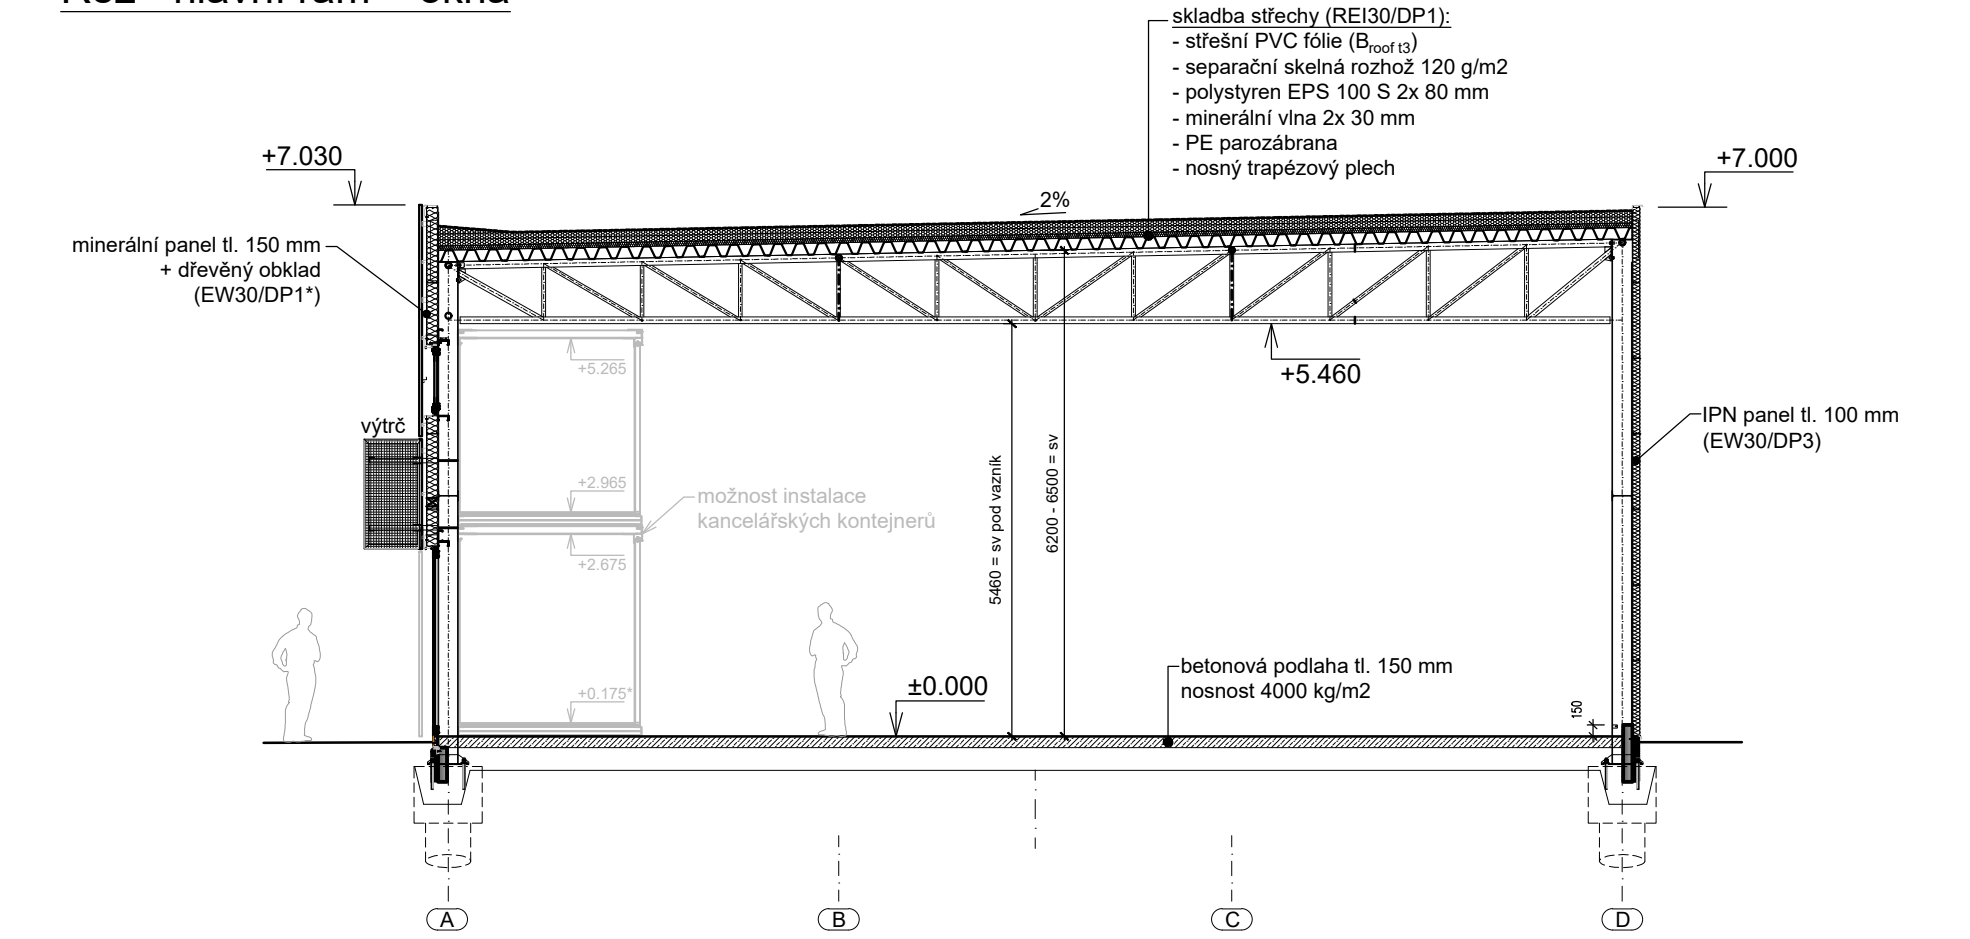 hlavní rám - okna
skladba střechy (REI30/DP1):
- střešní PVC fólie (Broof t3)
- separační skelná rozhož 120 g/m2
- polystyren EPS 100 S 2x 80 mm
- minerální vlna 2x 30 mm
- PE parozábrana
- nosný trapézový plech
+7.030
+7.000
2%
minerální panel tl. 150 mm
+ dřevěný obklad
(EW30/DP1*)
+5.265
+5.460
IPN panel tl. 100 mm
(EW30/DP3)
výtrč
+2.965
možnost instalace
kancelářských kontejnerů
+2.675
5460 = sv pod vazník
6200 - 6500 = sv
betonová podlaha tl. 150 mm
nosnost 4000 kg/m2
+0.175*
±0.000
150
A
B
C
D